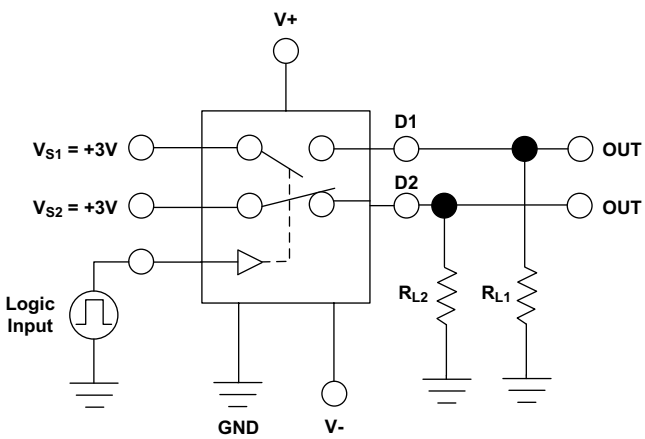 V+
D1
VS1 = +3V
OUT
D2
VS2 = +3V
OUT
Logic
Input
RL2
RL1
GND
V-